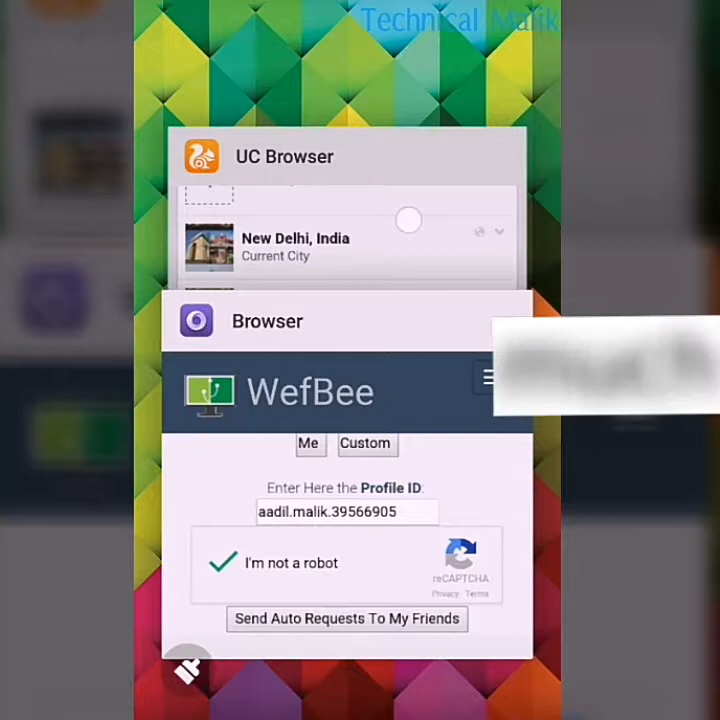 Technical Malik
UC Browser
New Delhi, India
Current City
Browser
WefBee
Me
Custom
Enter Here the Profile ID:
aadil.malik.39566905
I'm not a robot
reCAPTCHA
Privacy - Terms
Send Auto Requests To My Friends